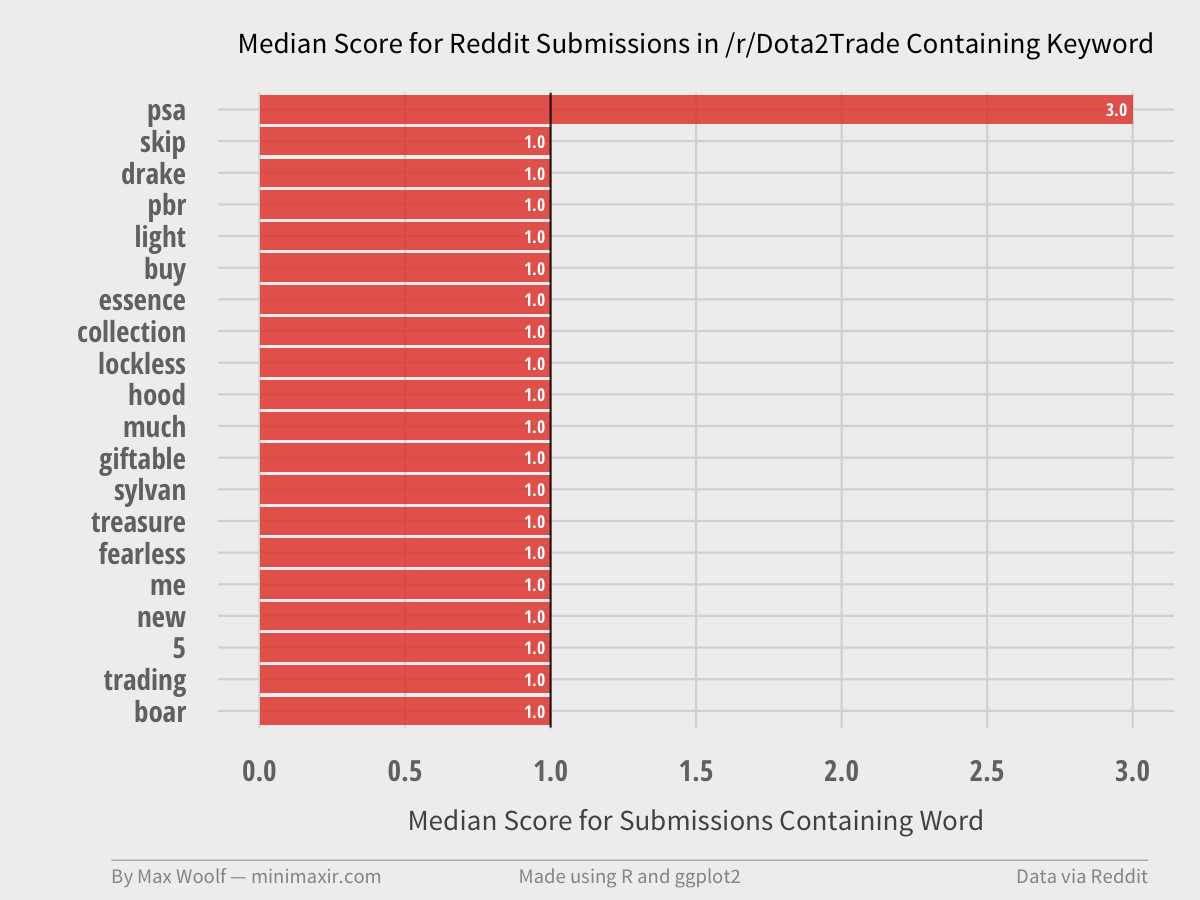 Median Score for Reddit Submissions in /r/Dota2Trade Containing Keyword
psa 3.0
skip 1.0
drake 1.0
pbr 1.0
light 1.0
buy 1.0
essence 1.0
collection 1.0
lockless 1.0
hood 1.0
much 1.0
giftable 1.0
sylvan 1.0
treasure 1.0
fearless 1.0
me 1.0
new 1.0
5 1.0
trading 1.0
boar 1.0
0.0 0.5 1.0 1.5 2.0 2.5 3.0
Median Score for Submissions Containing Word
By Max Woolf — minimaxir.com Made using R and ggplot2 Data via Reddit